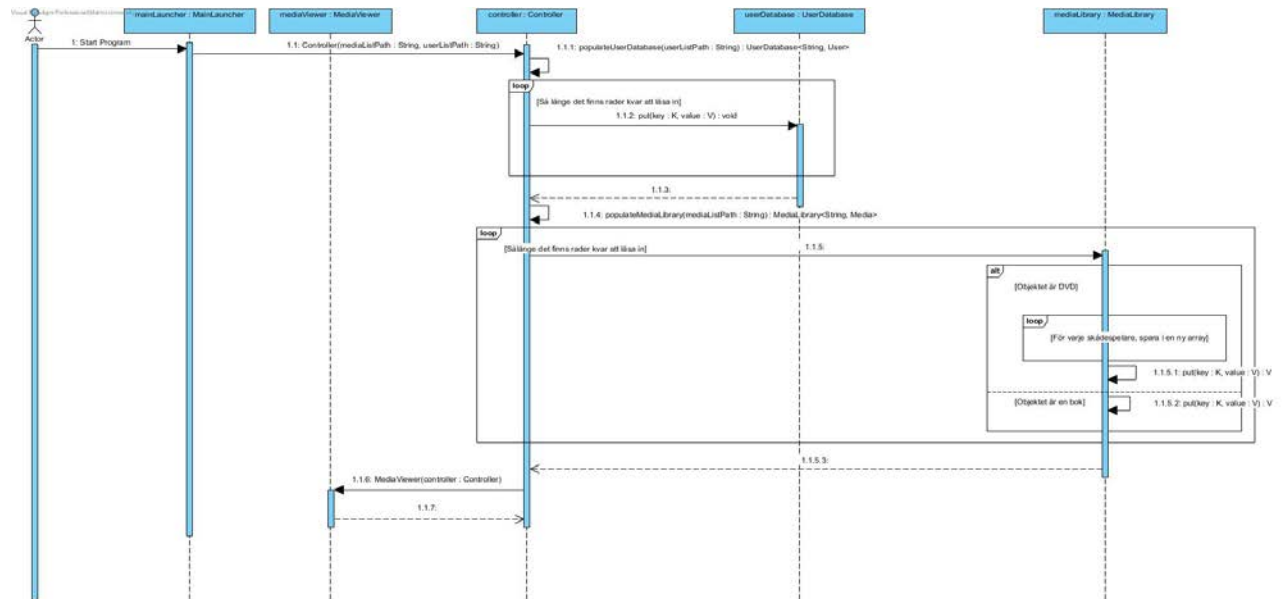 mainLauncher : MainLauncher
mediaViewer : MediaViewer
controller : Controller
userDatabase : UserDatabase
mediaLibrary : MediaLibrary
Actor
1: Start Program
1.1: Controller(mediaListPath : String, userListPath : String)
1.1.1: populateUserDatabase(userListPath : String) : UserDatabase<String, User>
loop
[Så länge det finns rader kvar att läsa in]
1.1.2: put(key : K, value : V) : void
1.1.3:
1.1.4: populateMediaLibrary(mediaListPath : String) : MediaLibrary<String, Media>
loop
[Sålänge det finns rader kvar att läsa in]
1.1.5:
alt
[Objektet är DVD]
loop
[För varje skådespelare, spara i en ny array]
1.1.5.1: put(key : K, value : V) : V
[Objektet är en bok]
1.1.5.2: put(key : K, value : V) : V
1.1.5.3:
1.1.6: MediaViewer(controller : Controller)
1.1.7: